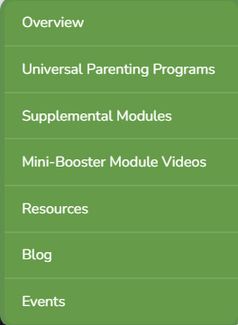 Overview
Universal Parenting Programs
Supplemental Modules
Mini-Booster Module Videos
Resources
Blog
Events